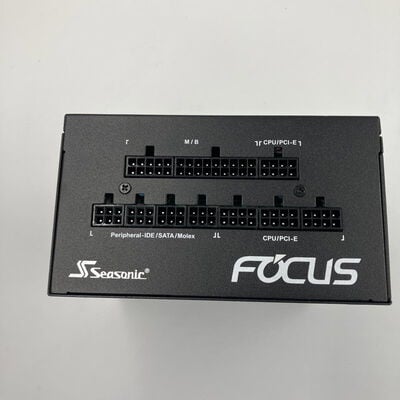 M/B CPU/PCI-E
Peripheral-IDE/SATA/Molex CPU/PCI-E
Seasonic® FOCUS